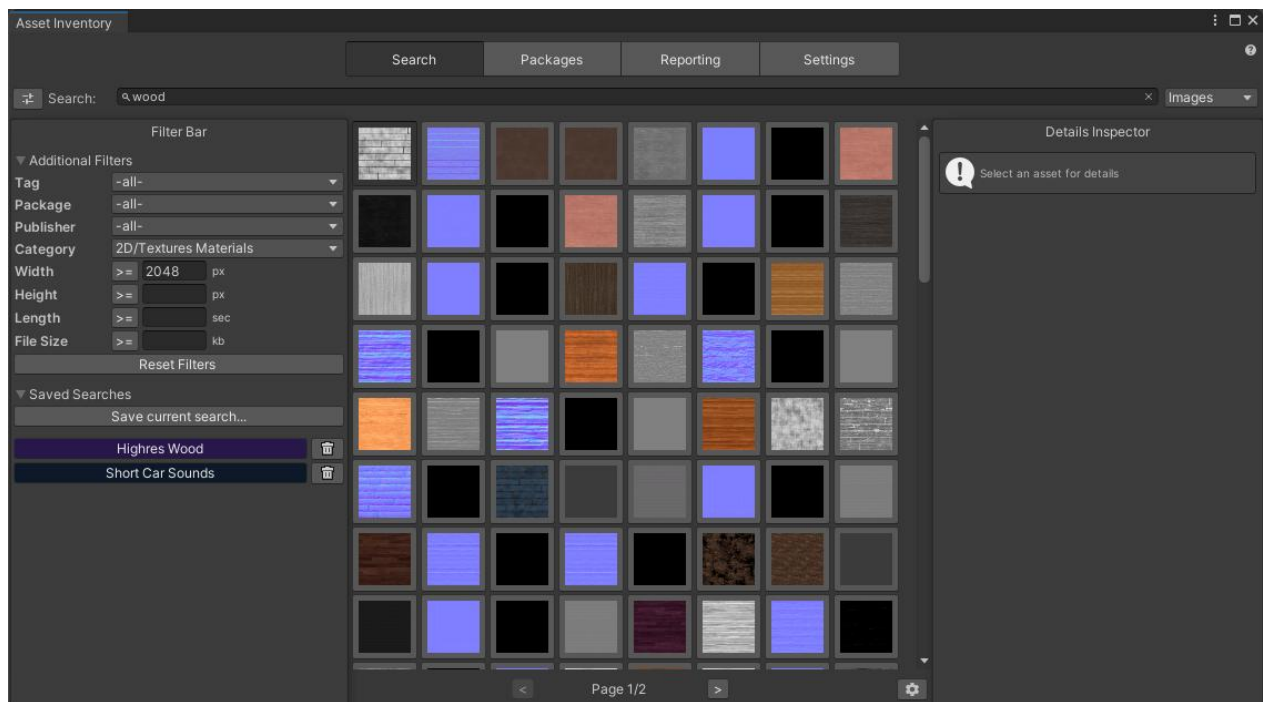 Asset Inventory
Search Packages Reporting Settings
Search: wood Images
Filter Bar
Additional Filters
Tag -all-
Package -all-
Publisher -all-
Category 2D/Textures Materials
Width >= 2048 px
Height >= px
Length >= sec
File Size >= kb
Reset Filters
Saved Searches
Save current search...
Highres Wood
Short Car Sounds
< Page 1/2 >
Details Inspector
Select an asset for details